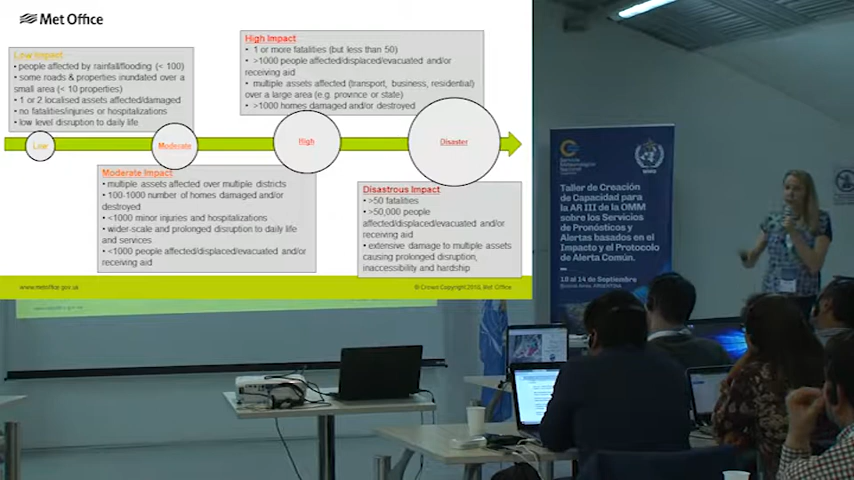 Met Office
Low Impact
• people affected by rainfall/flooding (< 100)
• some roads & properties inundated over a
small area (< 10 properties)
• 1 or 2 localised assets affected/damaged
• no fatalities/injuries or hospitalizations
• low level disruption to daily life
High Impact
• 1 or more fatalities (but less than 50)
• >1000 people affected/displaced/evacuated and/or
receiving aid
• multiple assets affected (transport, business, residential)
over a large area (e.g. province or state)
• >1000 homes damaged and/or destroyed
Low
Moderate
High
Disaster
Moderate Impact
• multiple assets affected over multiple districts
• 100-1000 number of homes damaged and/or
destroyed
• <1000 minor injuries and hospitalizations
• wider-scale and prolonged disruption to daily life
and services
• <1000 people affected/displaced/evacuated and/or
receiving aid
Disastrous Impact
• >50 fatalities
• >50,000 people
affected/displaced/evacuated and/or
receiving aid
• extensive damage to multiple assets
causing prolonged disruption,
inaccessibility and hardship
www.metoffice.gov.uk
© Crown Copyright 2018, Met Office
Servicio
Meteorológico
Nacional
Taller de Creación
de Capacidad para
la AR III de la OMM
sobre los Servicios
de Pronósticos y
Alertas basados en el
Impacto y el Protocolo
de Alerta Común.
10 al 14 de Septiembre
Buenos Aires, ARGENTINA